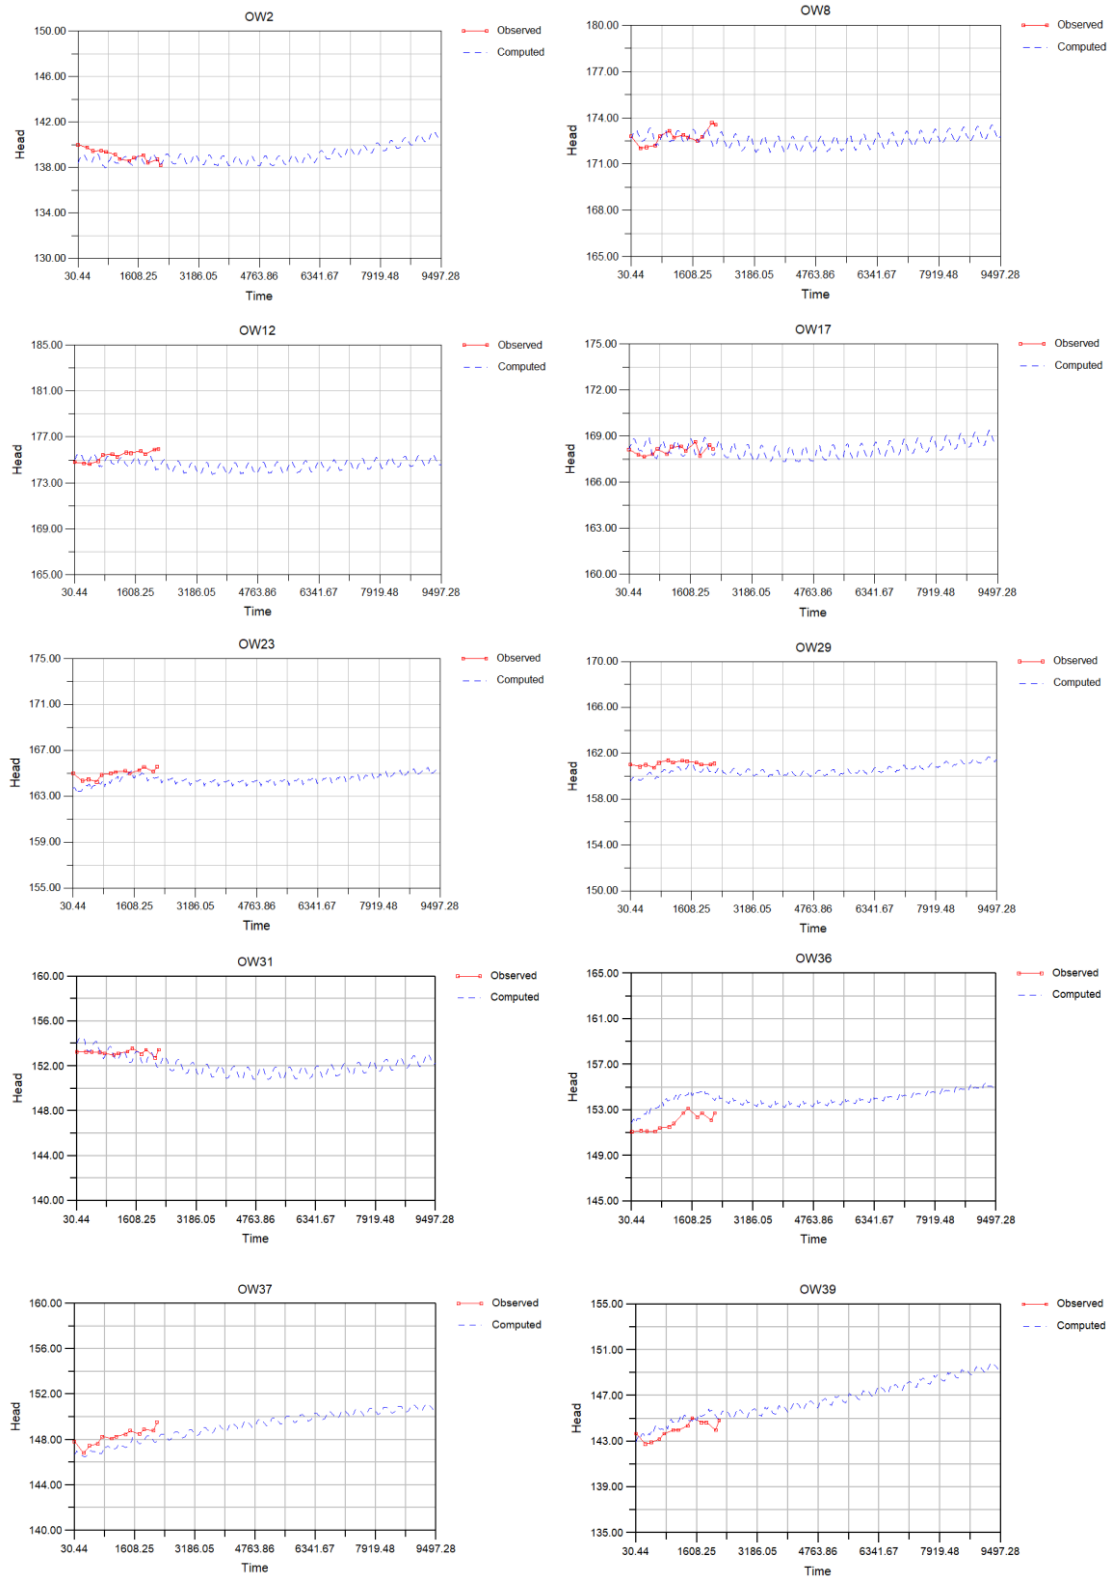 OW2
Observed
Computed
150.00
146.00
142.00
138.00
134.00
130.00
Head
30.44 1608.25 3186.05 4763.86 6341.67 7919.48 9497.28
Time
OW8
Observed
Computed
180.00
177.00
174.00
171.00
168.00
165.00
Head
30.44 1608.25 3186.05 4763.86 6341.67 7919.48 9497.28
Time
OW12
Observed
Computed
185.00
181.00
177.00
173.00
169.00
165.00
Head
30.44 1608.25 3186.05 4763.86 6341.67 7919.48 9497.28
Time
OW17
Observed
Computed
175.00
172.00
169.00
166.00
163.00
160.00
Head
30.44 1608.25 3186.05 4763.86 6341.67 7919.48 9497.28
Time
OW23
Observed
Computed
175.00
171.00
167.00
163.00
159.00
155.00
Head
30.44 1608.25 3186.05 4763.86 6341.67 7919.48 9497.28
Time
OW29
Observed
Computed
170.00
166.00
162.00
158.00
154.00
150.00
Head
30.44 1608.25 3186.05 4763.86 6341.67 7919.48 9497.28
Time
OW31
Observed
Computed
160.00
156.00
152.00
148.00
144.00
140.00
Head
30.44 1608.25 3186.05 4763.86 6341.67 7919.48 9497.28
Time
OW36
Observed
Computed
165.00
161.00
157.00
153.00
149.00
145.00
Head
30.44 1608.25 3186.05 4763.86 6341.67 7919.48 9497.28
Time
OW37
Observed
Computed
160.00
156.00
152.00
148.00
144.00
140.00
Head
30.44 1608.25 3186.05 4763.86 6341.67 7919.48 9497.28
Time
OW39
Observed
Computed
155.00
151.00
147.00
143.00
139.00
135.00
Head
30.44 1608.25 3186.05 4763.86 6341.67 7919.48 9497.28
Time